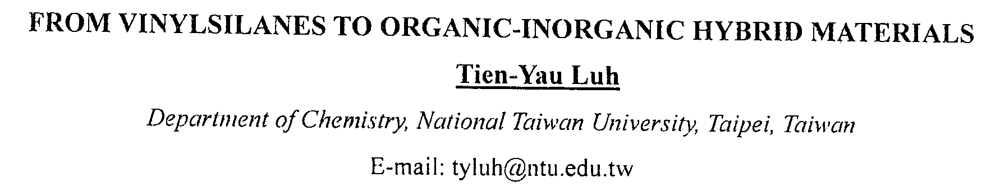 FROM VINYLSILANES TO ORGANIC-INORGANIC HYBRID MATERIALS
Tien-Yau Luh
Department of Chemistry, National Taiwan University, Taipei, Taiwan
E-mail: tyluh@ntu.edu.tw